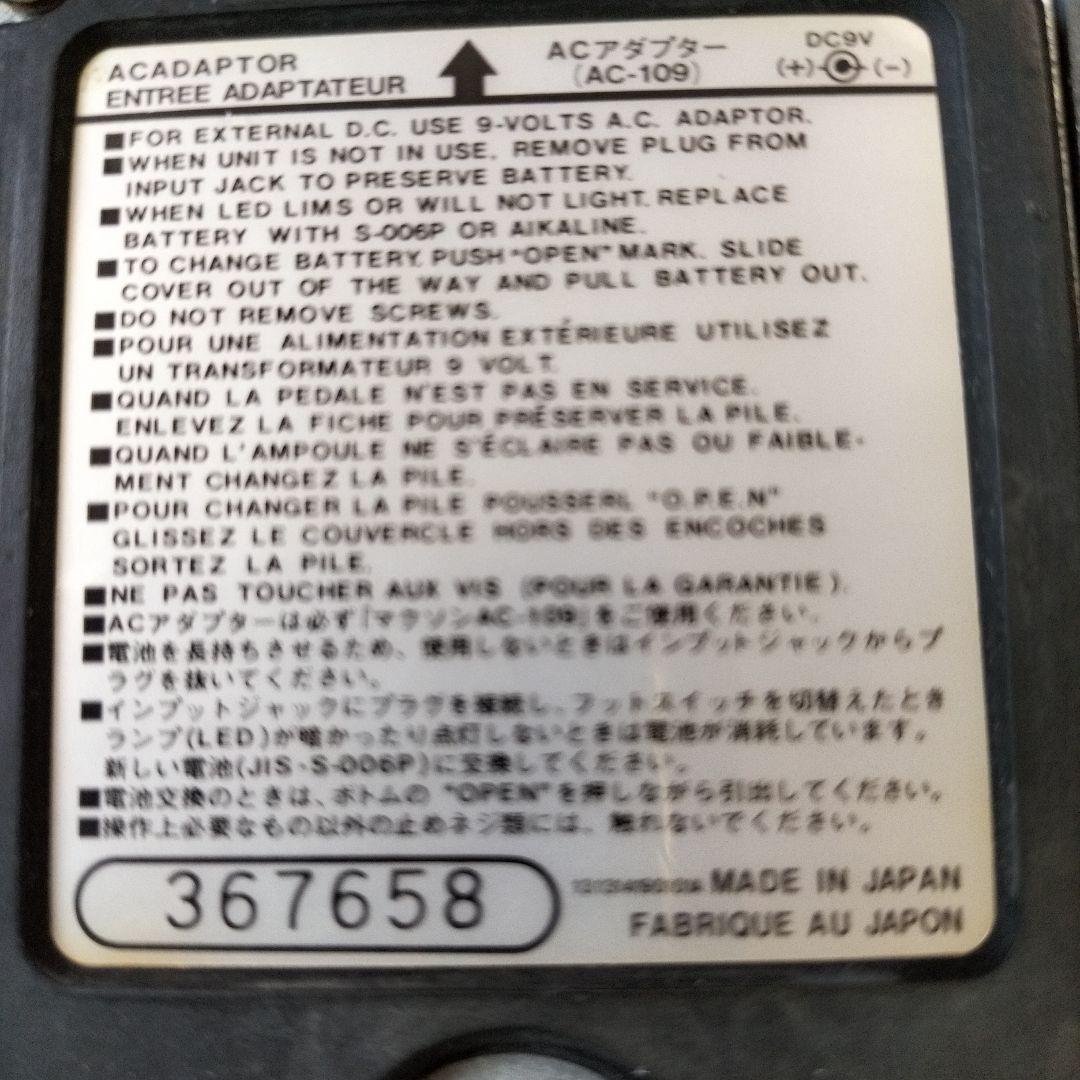 ACADAPTOR
ENTREE ADAPTATEUR
ACアダプター
(AC-109)
DC9V
(+) (-)
■FOR EXTERNAL D.C. USE 9-VOLTS A.C. ADAPTOR.
■WHEN UNIT IS NOT IN USE. REMOVE PLUG FROM
INPUT JACK TO PRESERVE BATTERY.
■WHEN LED LIMS OR WILL NOT LIGHT. REPLACE
BATTERY WITH S-006P OR AIKALINE.
■TO CHANGE BATTERY. PUSH "OPEN" MARK. SLIDE
COVER OUT OF THE WAY AND PULL BATTERY OUT.
■DO NOT REMOVE SCREWS.
■POUR UNE ALIMENTATION EXTÉRIEURE UTILISEZ
UN TRANSFORMATEUR 9 VOLT.
■QUAND LA PEDALE N'EST PAS EN SERVICE.
ENLEVEZ LA FICHE POUR PRÉSERVER LA PILE.
■QUAND L'AMPOULE NE S'ÉCLAIRE PAS OU FAIBLE-
MENT CHANGEZ LA PILE.
■POUR CHANGER LA PILE POUSSERL "O.P.E.N"
GLISSEZ LE COUVERCLE HORS DES ENCOCHES
SORTEZ LA PILE.
■NE PAS TOUCHER AUX VIS (POUR LA GARANTIE).
■ACアダプターは必ず「マクソンAC-109」をご使用ください。
■電池を長持ちさせるため、使用しないときはインプットジャックからプ
ラグを抜いてください。
■インプットジャックにプラグを接続し、フットスイッチを切替えたとき
ランプ(LED)が暗かったり点灯しないときは電池が消耗しています。
新しい電池(JIS・S-006P)に交換してください。
■電池交換のときは、ボトムの "OPEN"を押しながら引出してください。
■操作上必要なもの以外の止めネジ類には、触れないでください。
367658
MADE IN JAPAN
FABRIQUE AU JAPON